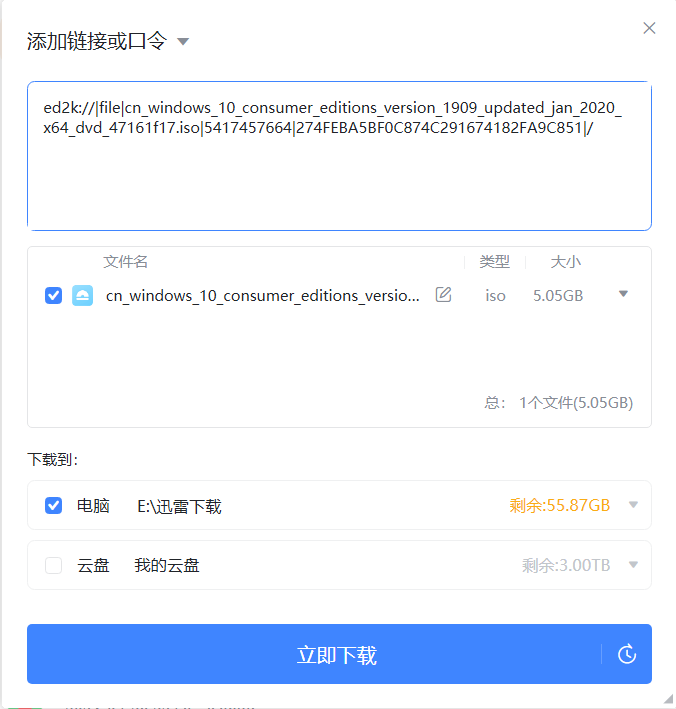 添加链接或口令
ed2k://|file|cn_windows_10_consumer_editions_version_1909_updated_jan_2020_
x64_dvd_47161f17.iso|5417457664|274FEBA5BF0C874C291674182FA9C851|/
文件名 类型 大小
cn_windows_10_consumer_editions_versio... iso 5.05GB
总: 1个文件(5.05GB)
下载到:
电脑 E:\迅雷下载 剩余:55.87GB
云盘 我的云盘 剩余:3.00TB
立即下载